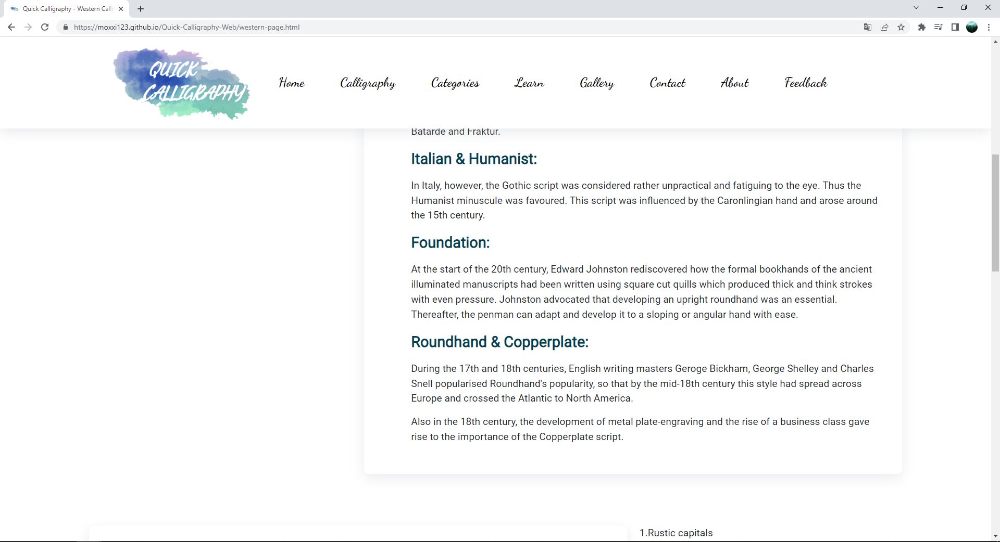 Quick Calligraphy - Western Calli
https://moxxi123.github.io/Quick-Calligraphy-Web/western-page.html
QUICK
CALLIGRAPHY
Home Calligraphy Categories Learn Gallery Contact About Feedback
Batarde and Fraktur.
Italian & Humanist:
In Italy, however, the Gothic script was considered rather unpractical and fatiguing to the eye. Thus the
Humanist minuscule was favoured. This script was influenced by the Caronlingian hand and arose around
the 15th century.
Foundation:
At the start of the 20th century, Edward Johnston rediscovered how the formal bookhands of the ancient
illuminated manuscripts had been written using square cut quills which produced thick and think strokes
with even pressure. Johnston advocated that developing an upright roundhand was an essential.
Thereafter, the penman can adapt and develop it to a sloping or angular hand with ease.
Roundhand & Copperplate:
During the 17th and 18th centuries, English writing masters Geroge Bickham, George Shelley and Charles
Snell popularised Roundhand's popularity, so that by the mid-18th century this style had spread across
Europe and crossed the Atlantic to North America.
Also in the 18th century, the development of metal plate-engraving and the rise of a business class gave
rise to the importance of the Copperplate script.
1.Rustic capitals